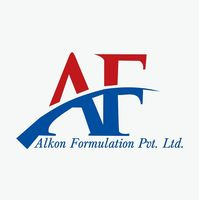 AF
Alkon Formulation Pvt. Ltd.